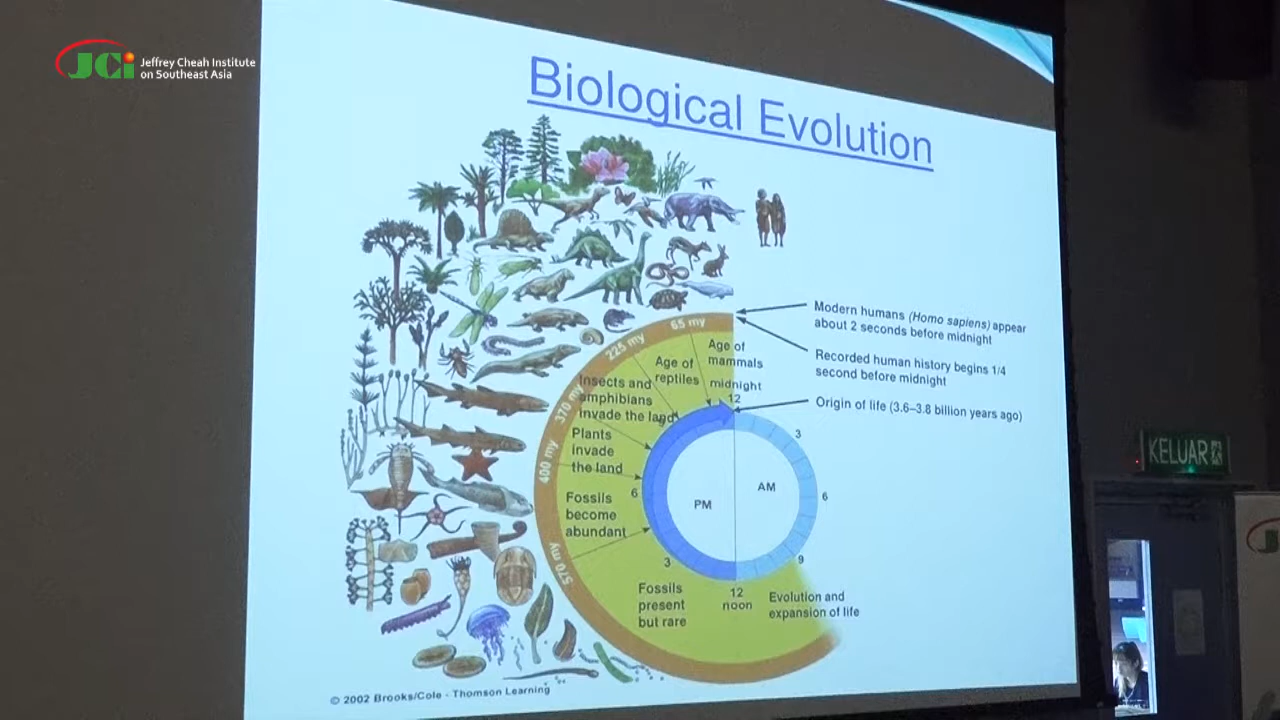 JCi Jeffrey Cheah Institute
on Southeast Asia
Biological Evolution
Modern humans (Homo sapiens) appear
about 2 seconds before midnight
Recorded human history begins 1/4
second before midnight
Origin of life (3.6–3.8 billion years ago)
65 my
225 my
370 my
400 my
570 my
Age of
mammals
Age of
reptiles
Insects and
amphibians
invade the land
Plants
invade
the land
Fossils
become
abundant
Fossils
present
but rare
Evolution and
expansion of life
midnight
12
3
6
9
12
noon
3
6
PM
AM
© 2002 Brooks/Cole - Thomson Learning
KELUAR